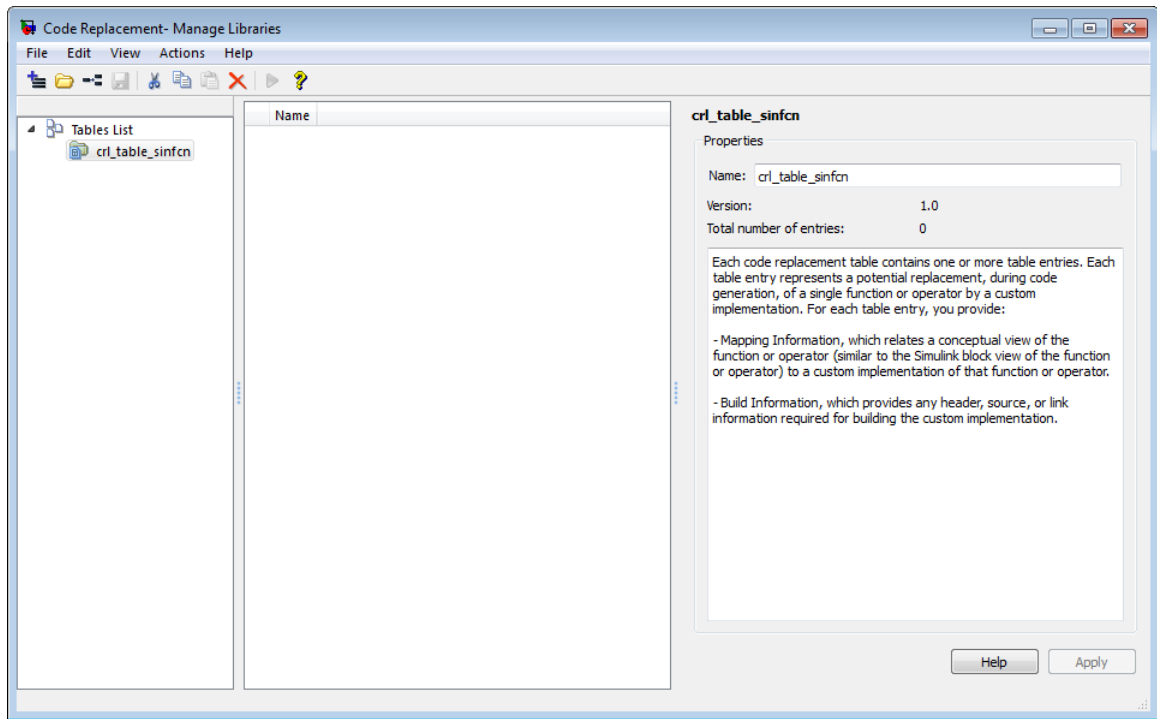 Code Replacement- Manage Libraries
File Edit View Actions Help
Tables List
crl_table_sinfcn
Name
crl_table_sinfcn
Properties
Name: crl_table_sinfcn
Version: 1.0
Total number of entries: 0
Each code replacement table contains one or more table entries. Each
table entry represents a potential replacement, during code
generation, of a single function or operator by a custom
implementation. For each table entry, you provide:
- Mapping Information, which relates a conceptual view of the
function or operator (similar to the Simulink block view of the function
or operator) to a custom implementation of that function or operator.
- Build Information, which provides any header, source, or link
information required for building the custom implementation.
Help Apply